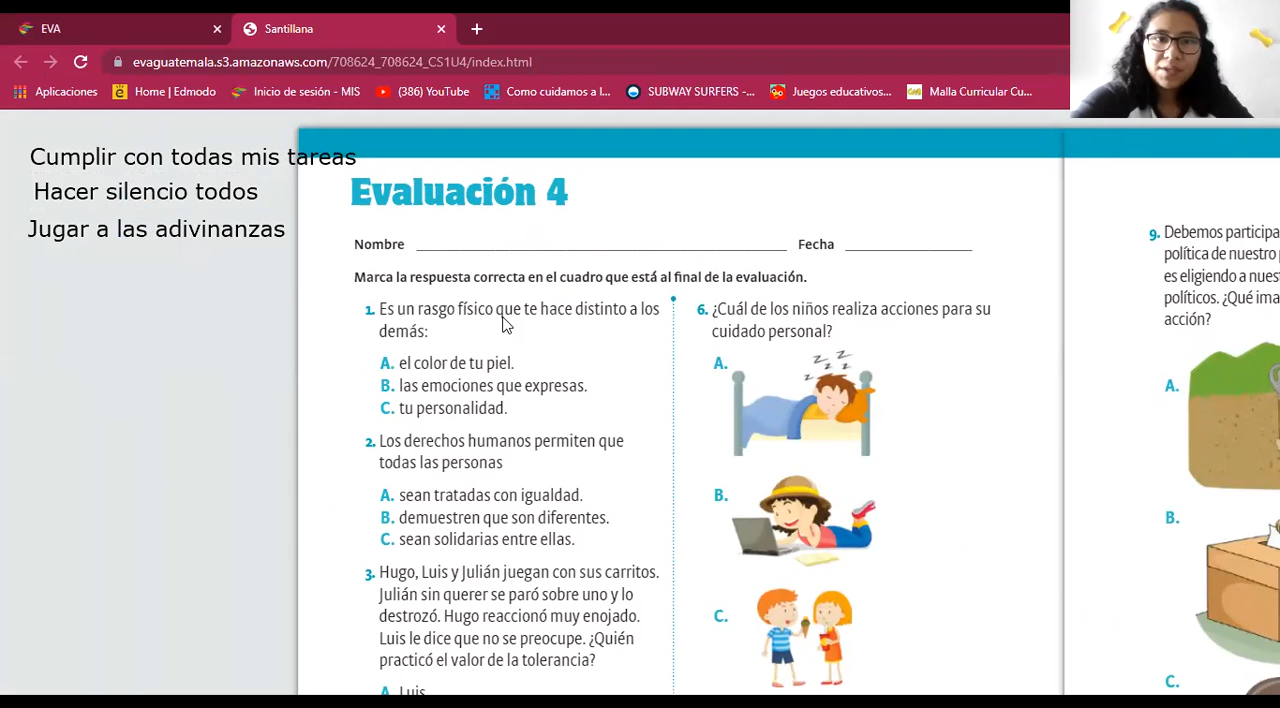 EVA
Santillana
evaguatemala.s3.amazonaws.com/708624_708624_CS1U4/index.html
Aplicaciones
Home | Edmodo
Inicio de sesión - MIS
(386) YouTube
Como cuidamos a l...
SUBWAY SURFERS -...
Juegos educativos...
Malla Curricular Cu...
Cumplir con todas mis tareas
Hacer silencio todos
Jugar a las adivinanzas
Evaluación 4
Nombre
Fecha
Marca la respuesta correcta en el cuadro que está al final de la evaluación.
1. Es un rasgo físico que te hace distinto a los
demás:
A. el color de tu piel.
B. las emociones que expresas.
C. tu personalidad.
2. Los derechos humanos permiten que
todas las personas
A. sean tratadas con igualdad.
B. demuestren que son diferentes.
C. sean solidarias entre ellas.
3. Hugo, Luis y Julián juegan con sus carritos.
Julián sin querer se paró sobre uno y lo
destrozó. Hugo reaccionó muy enojado.
Luis le dice que no se preocupe. ¿Quién
practicó el valor de la tolerancia?
A. Luis
6. ¿Cuál de los niños realiza acciones para su
cuidado personal?
A.
zzz zzz
B.
C.
9. Debemos participa
política de nuestro
es eligiendo a nues
políticos. ¿Qué ima
acción?
A.
B.
C.